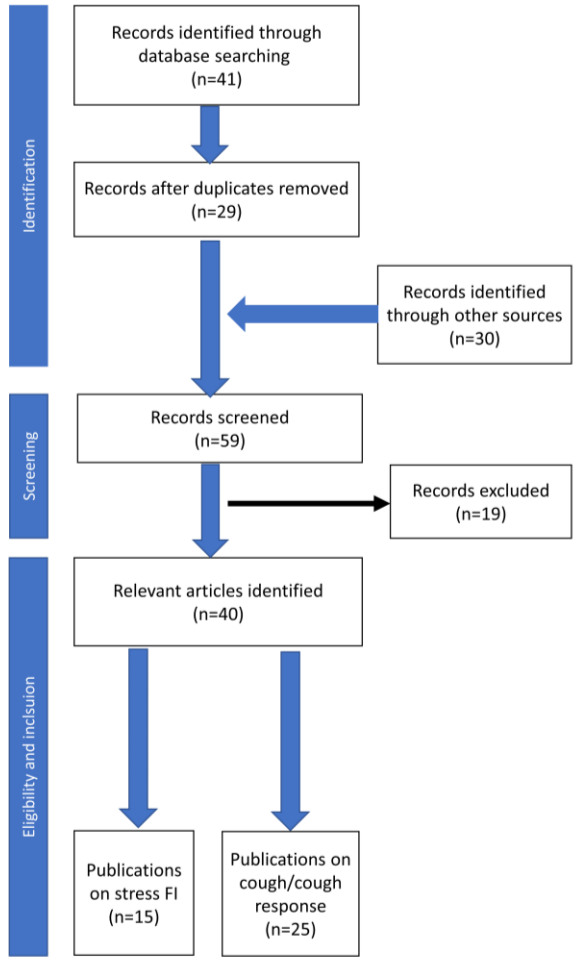 Identification
Records identified through
database searching
(n=41)
Records after duplicates removed
(n=29)
Records identified
through other sources
(n=30)
Screening
Records screened
(n=59)
Records excluded
(n=19)
Eligibility and inclsuion
Relevant articles identified
(n=40)
Publications
on stress FI
(n=15)
Publications on
cough/cough
response
(n=25)